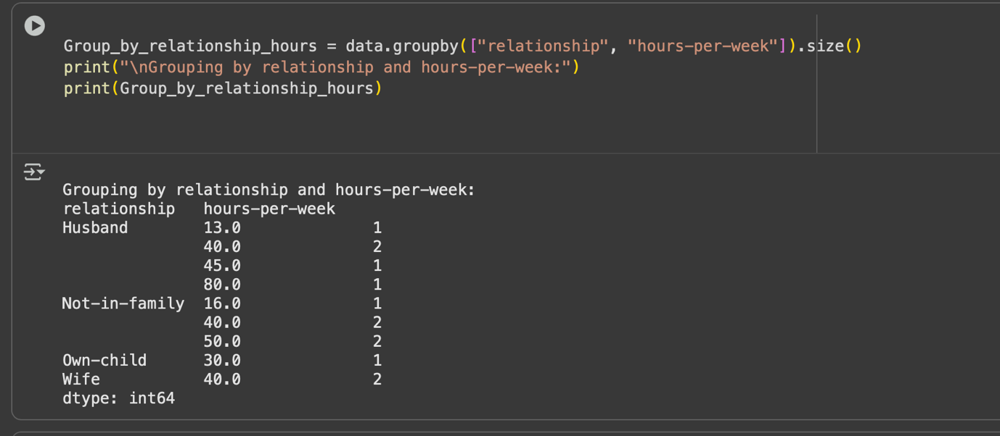 Group_by_relationship_hours = data.groupby(["relationship", "hours-per-week"]).size()
print("\nGrouping by relationship and hours-per-week:")
print(Group_by_relationship_hours)
Grouping by relationship and hours-per-week:
relationship   hours-per-week
Husband        13.0              1
               40.0              2
               45.0              1
               80.0              1
Not-in-family  16.0              1
               40.0              2
               50.0              2
Own-child      30.0              1
Wife           40.0              2
dtype: int64